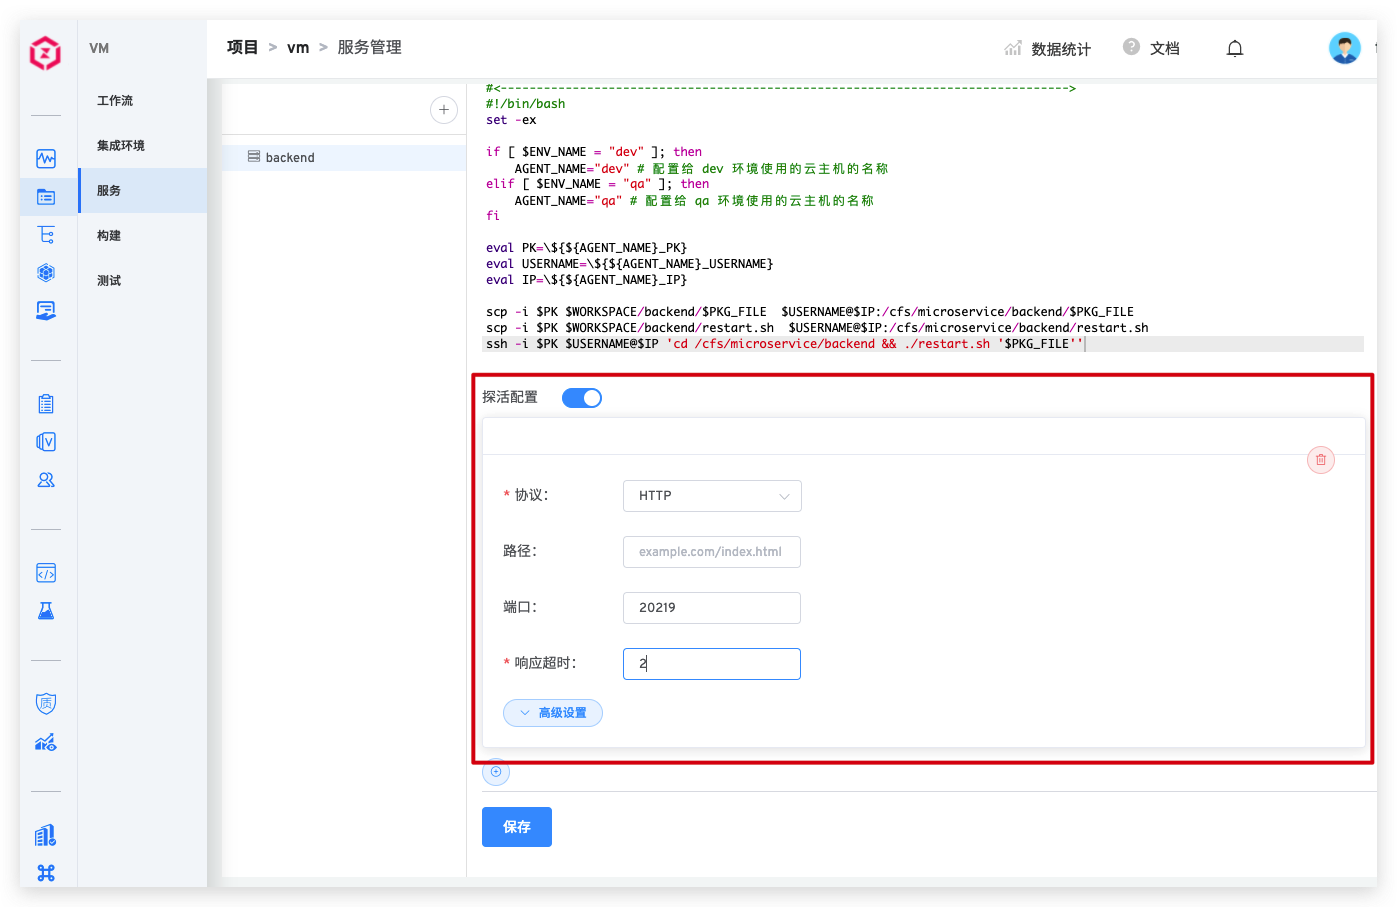 VM
工作流
集成环境
服务
构建
测试
项目 > vm > 服务管理
数据统计
文档
backend
#<------------------------------------------------------------------------------->
#!/bin/bash
set -ex
if [ $ENV_NAME = "dev" ]; then
    AGENT_NAME="dev" # 配置给 dev 环境使用的云主机的名称
elif [ $ENV_NAME = "qa" ]; then
    AGENT_NAME="qa" # 配置给 qa 环境使用的云主机的名称
fi
eval PK=\${${AGENT_NAME}_PK}
eval USERNAME=\${${AGENT_NAME}_USERNAME}
eval IP=\${${AGENT_NAME}_IP}
scp -i $PK $WORKSPACE/backend/$PKG_FILE  $USERNAME@$IP:/cfs/microservice/backend/$PKG_FILE
scp -i $PK $WORKSPACE/backend/restart.sh  $USERNAME@$IP:/cfs/microservice/backend/restart.sh
ssh -i $PK $USERNAME@$IP 'cd /cfs/microservice/backend && ./restart.sh '$PKG_FILE''
探活配置
* 协议：
HTTP
路径：
example.com/index.html
端口：
20219
* 响应超时：
2
高级设置
保存